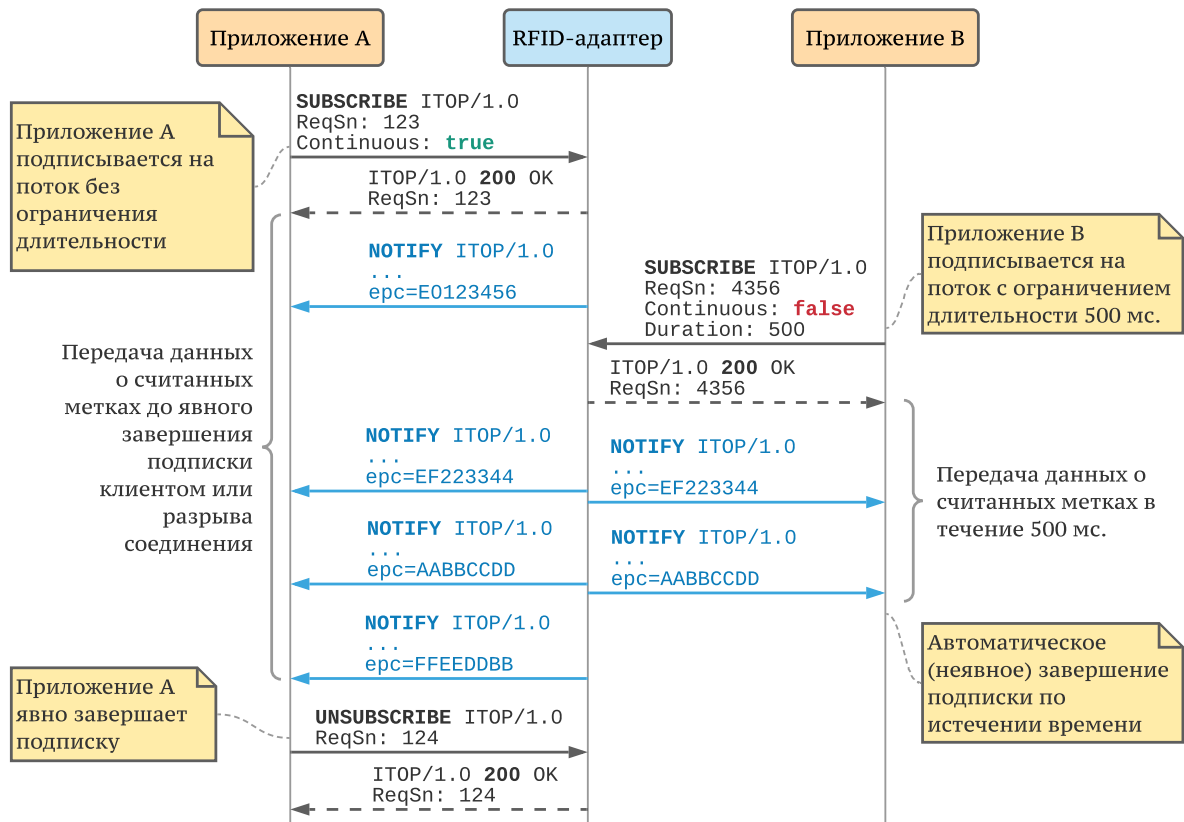 Приложение A
RFID-адаптер
Приложение B
SUBSCRIBE ITOP/1.0
ReqSn: 123
Continuous: true
Приложение A
подписывается на
поток без
ограничения
длительности
ITOP/1.0 200 OK
ReqSn: 123
NOTIFY ITOP/1.0
...
epc=E0123456
Приложение B
подписывается на
поток с ограничением
длительности 500 мс.
SUBSCRIBE ITOP/1.0
ReqSn: 4356
Continuous: false
Duration: 500
Передача данных
о считанных
метках до явного
завершения
подписки
клиентом или
разрыва
соединения
ITOP/1.0 200 OK
ReqSn: 4356
NOTIFY ITOP/1.0
...
epc=EF223344
NOTIFY ITOP/1.0
...
epc=EF223344
Передача данных о
считанных метках в
течение 500 мс.
NOTIFY ITOP/1.0
...
epc=AABBCCDD
NOTIFY ITOP/1.0
...
epc=AABBCCDD
NOTIFY ITOP/1.0
...
epc=FFEEDDBB
Автоматическое
(неявное) завершение
подписки по
истечении времени
Приложение A
явно завершает
подписку
UNSUBSCRIBE ITOP/1.0
ReqSn: 124
ITOP/1.0 200 OK
ReqSn: 124